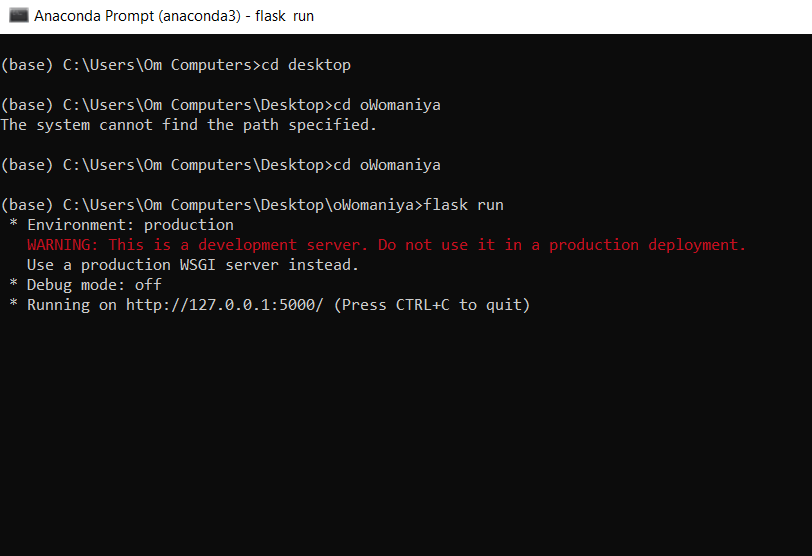 Anaconda Prompt (anaconda3) - flask  run
(base) C:\Users\Om Computers>cd desktop
(base) C:\Users\Om Computers\Desktop>cd oWomaniya
The system cannot find the path specified.
(base) C:\Users\Om Computers\Desktop>cd oWomaniya
(base) C:\Users\Om Computers\Desktop\oWomaniya>flask run
 * Environment: production
   WARNING: This is a development server. Do not use it in a production deployment.
   Use a production WSGI server instead.
 * Debug mode: off
 * Running on http://127.0.0.1:5000/ (Press CTRL+C to quit)